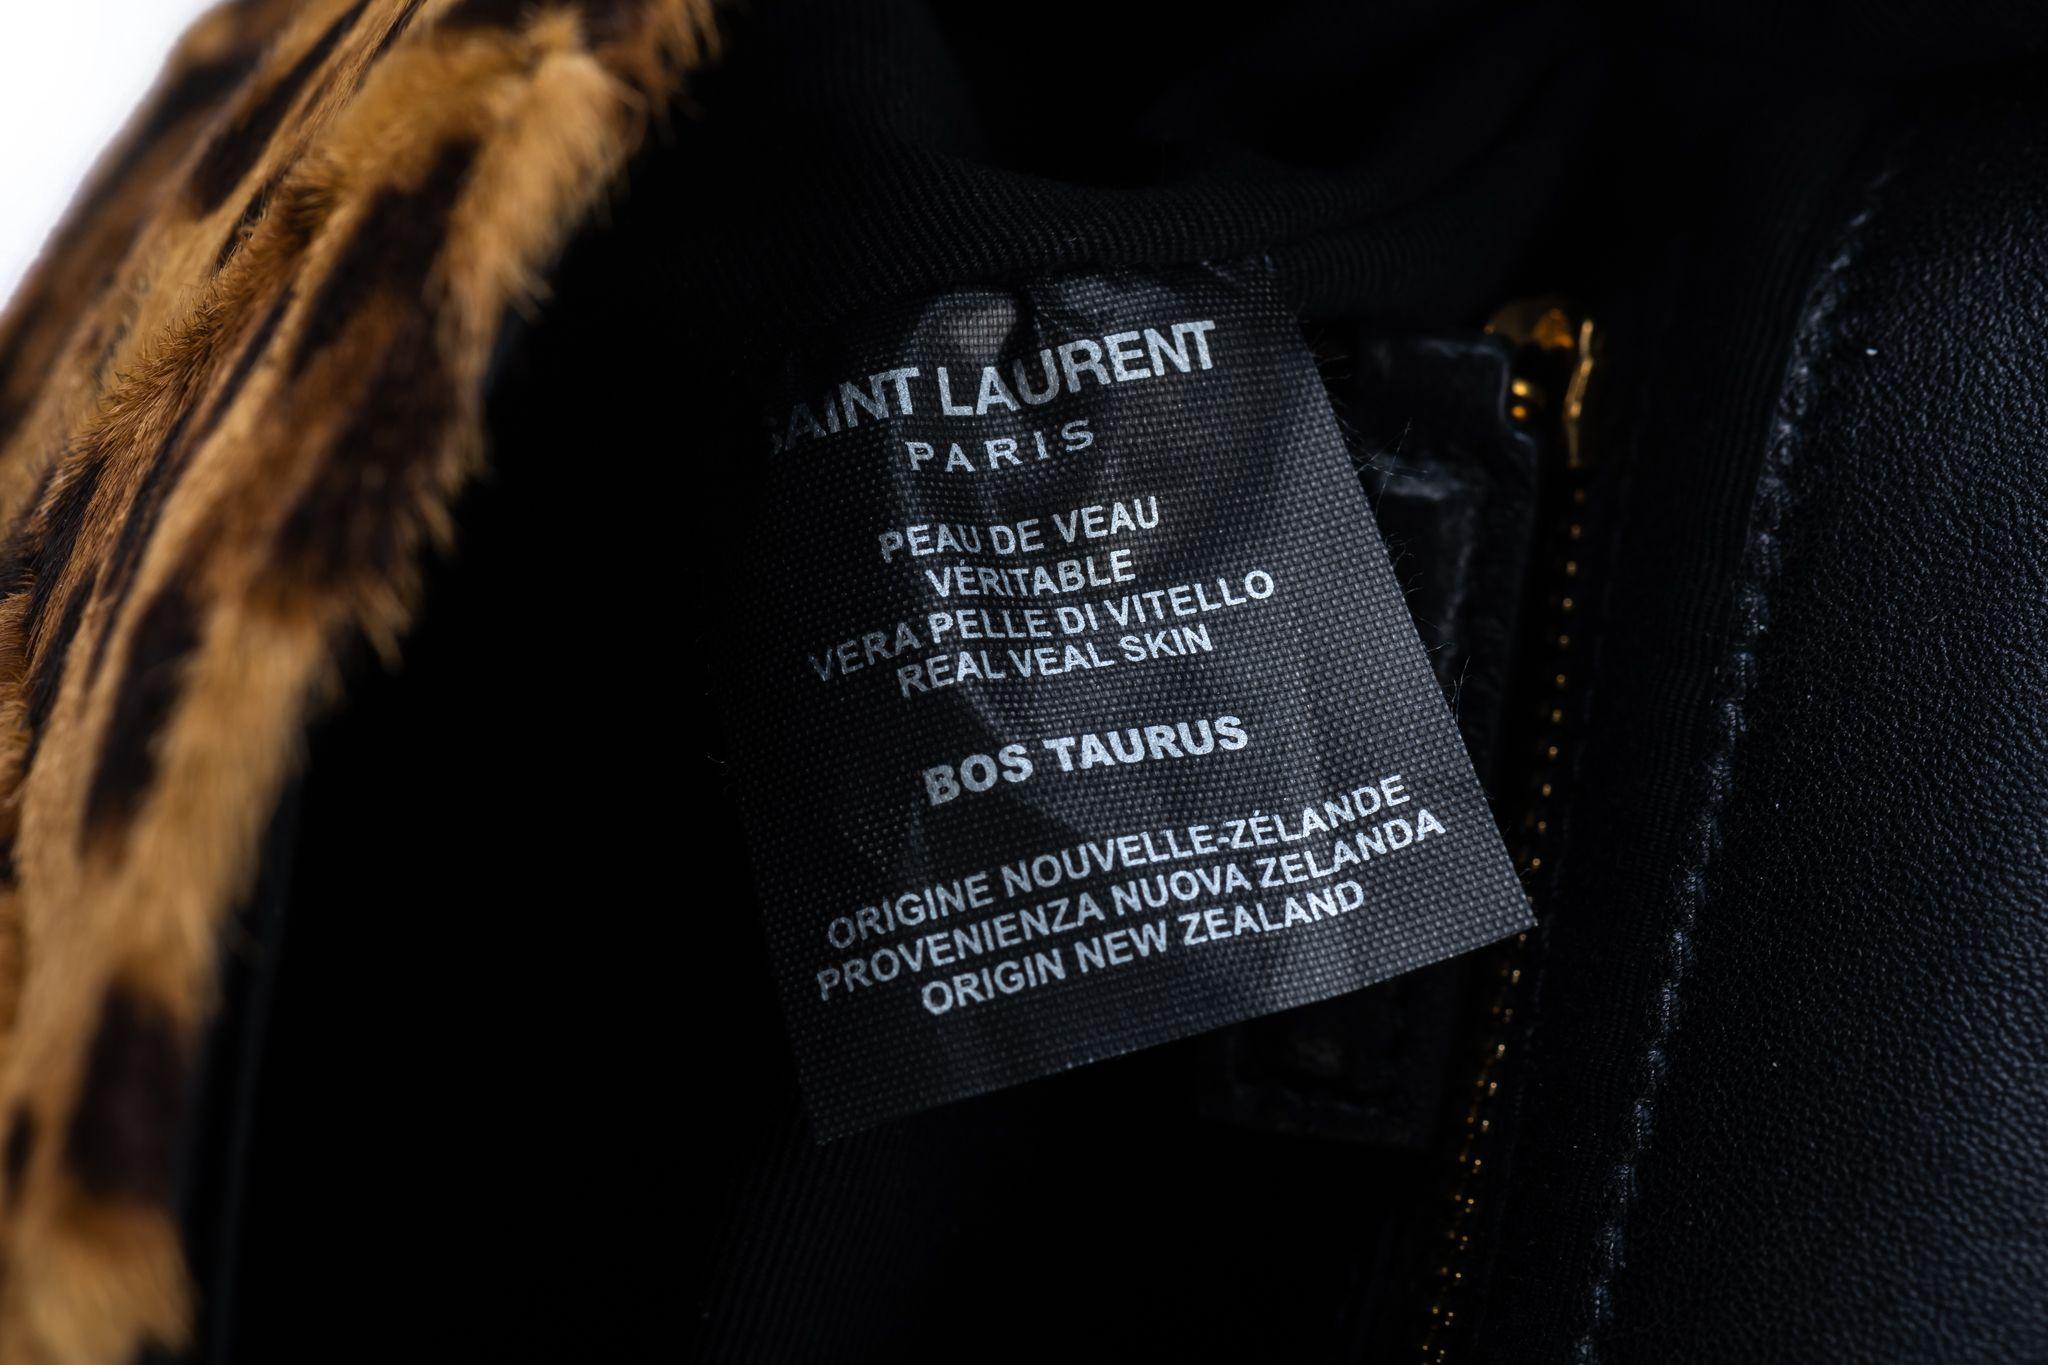 SAINT LAURENT
PARIS
PEAU DE VEAU
VÉRITABLE
VERA PELLE DI VITELLO
REAL VEAL SKIN
BOS TAURUS
ORIGINE NOUVELLE-ZÉLANDE
PROVENIENZA NUOVA ZELANDA
ORIGIN NEW ZEALAND